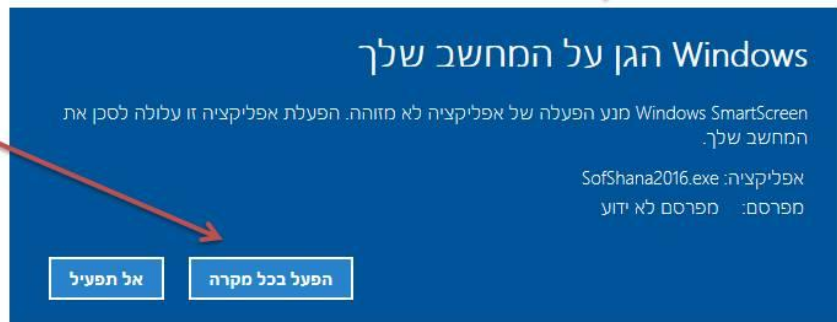 Windows הגן על המחשב שלך
Windows SmartScreen מנע הפעלה של אפליקציה לא מזוהה. הפעלת אפליקציה זו עלולה לסכן את
המחשב שלך.
אפליקציה: SofShana2016.exe
מפרסם: מפרסם לא ידוע
הפעל בכל מקרה
אל תפעיל